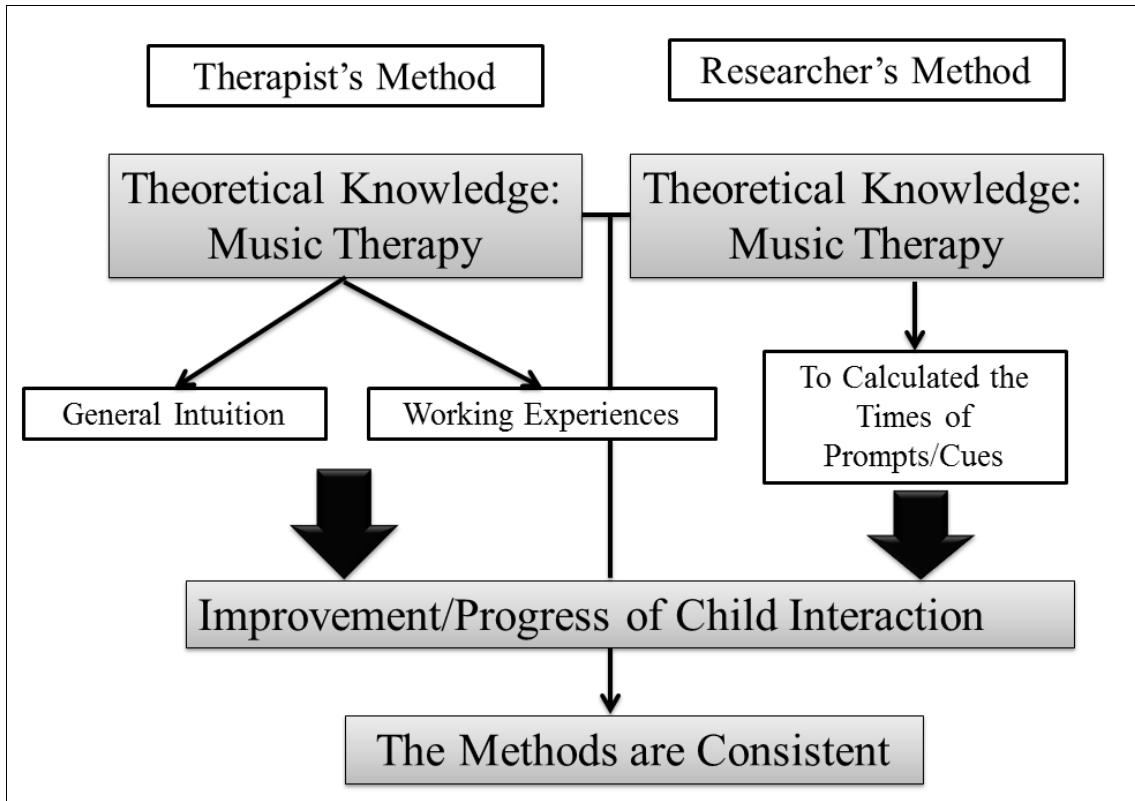 Therapist’s Method
Researcher’s Method
Theoretical Knowledge:
Music Therapy
Theoretical Knowledge:
Music Therapy
General Intuition
Working Experiences
To Calculated the
Times of
Prompts/Cues
Improvement/Progress of Child Interaction
The Methods are Consistent